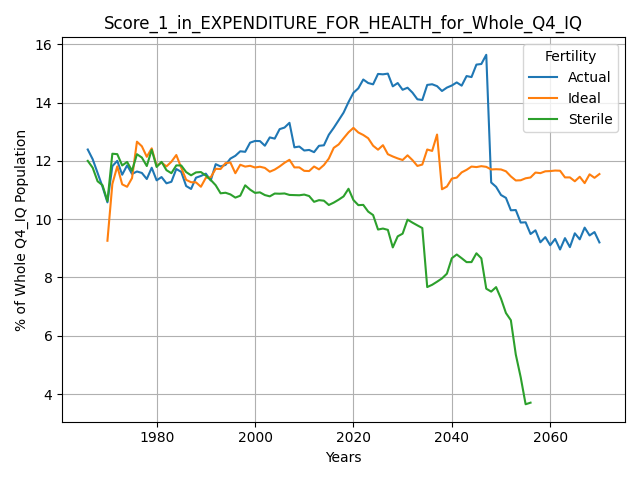 Score_1_in_EXPENDITURE_FOR_HEALTH_for_Whole_Q4_IQ
% of Whole Q4_IQ Population
16
14
12
10
8
6
4
Fertility
Actual
Ideal
Sterile
1980 2000 2020 2040 2060
Years